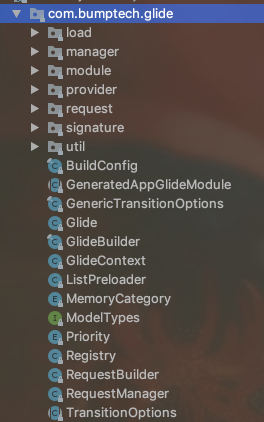 com.bumptech.glide
load
manager
module
provider
request
signature
util
BuildConfig
GeneratedAppGlideModule
GenericTransitionOptions
Glide
GlideBuilder
GlideContext
ListPreloader
MemoryCategory
ModelTypes
Priority
Registry
RequestBuilder
RequestManager
TransitionOptions